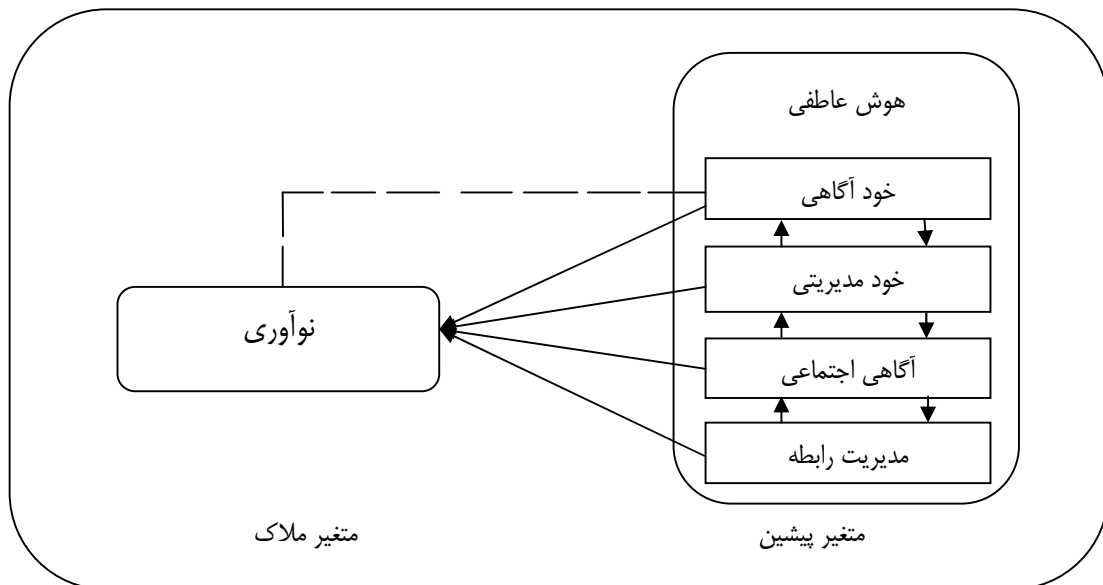 هوش عاطفی
خود آگاهی
خود مدیریتی
نوآوری
آگاهی اجتماعی
مدیریت رابطه
متغیر پیشین
متغیر ملاک